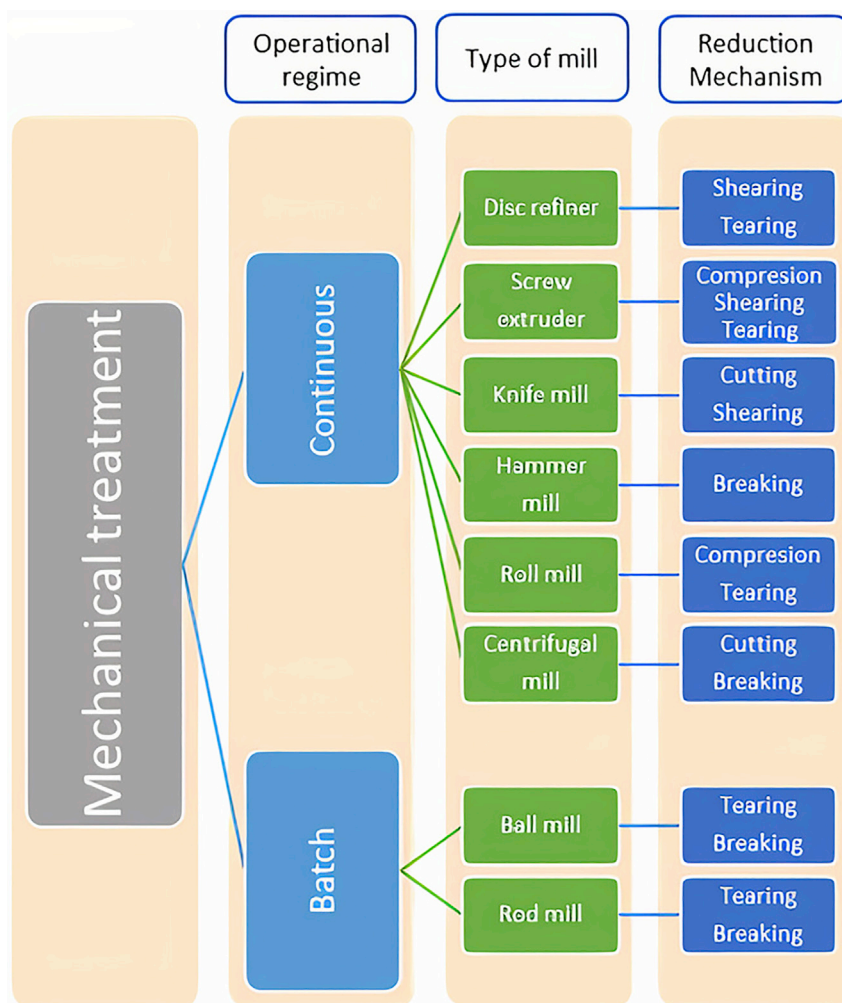 Operational
regime
Type of mill
Reduction
Mechanism
Mechanical treatment
Continuous
Disc refiner
Shearing
Tearing
Screw
extruder
Compresion
Shearing
Tearing
Knife mill
Cutting
Shearing
Hammer
mill
Breaking
Roll mill
Compresion
Tearing
Centrifugal
mill
Cutting
Breaking
Batch
Ball mill
Tearing
Breaking
Rod mill
Tearing
Breaking